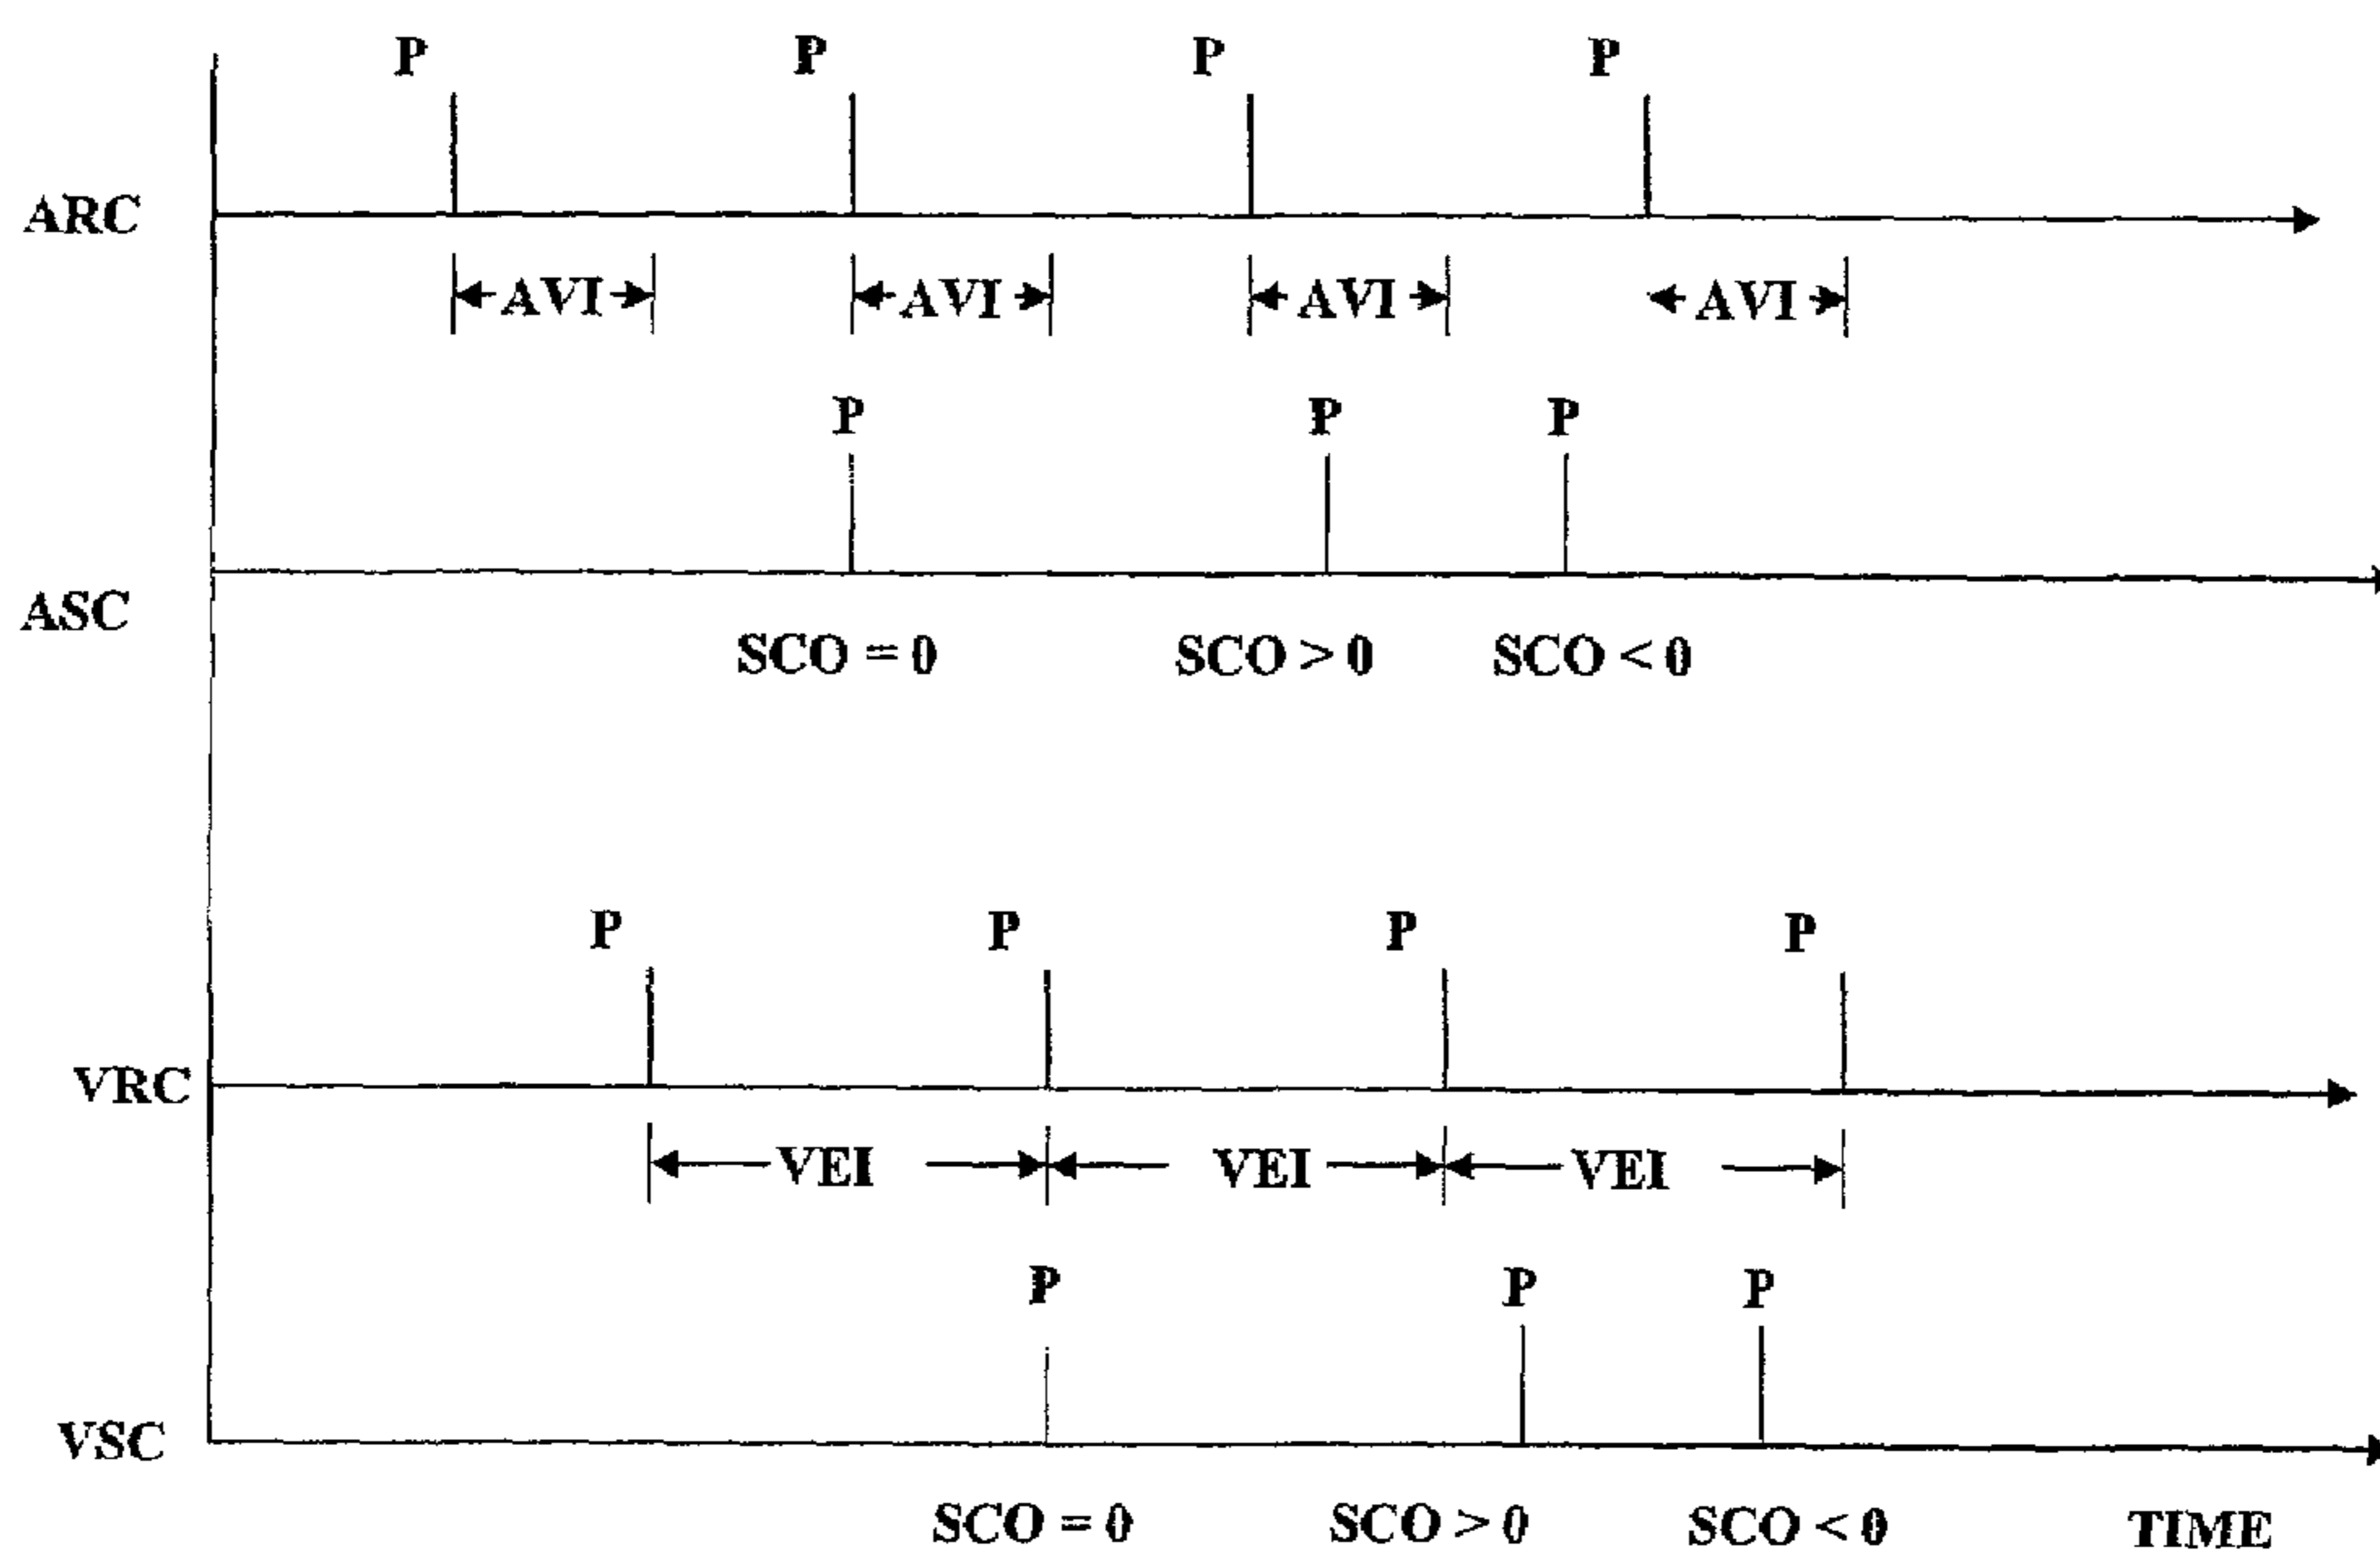 P P P P
ARC
AVI AVI AVI AVI
P P P
ASC
SCO = 0 SCO > 0 SCO < 0
P P P P
VRC
VEI VEI VEI
P P P
VSC
SCO = 0 SCO > 0 SCO < 0 TIME